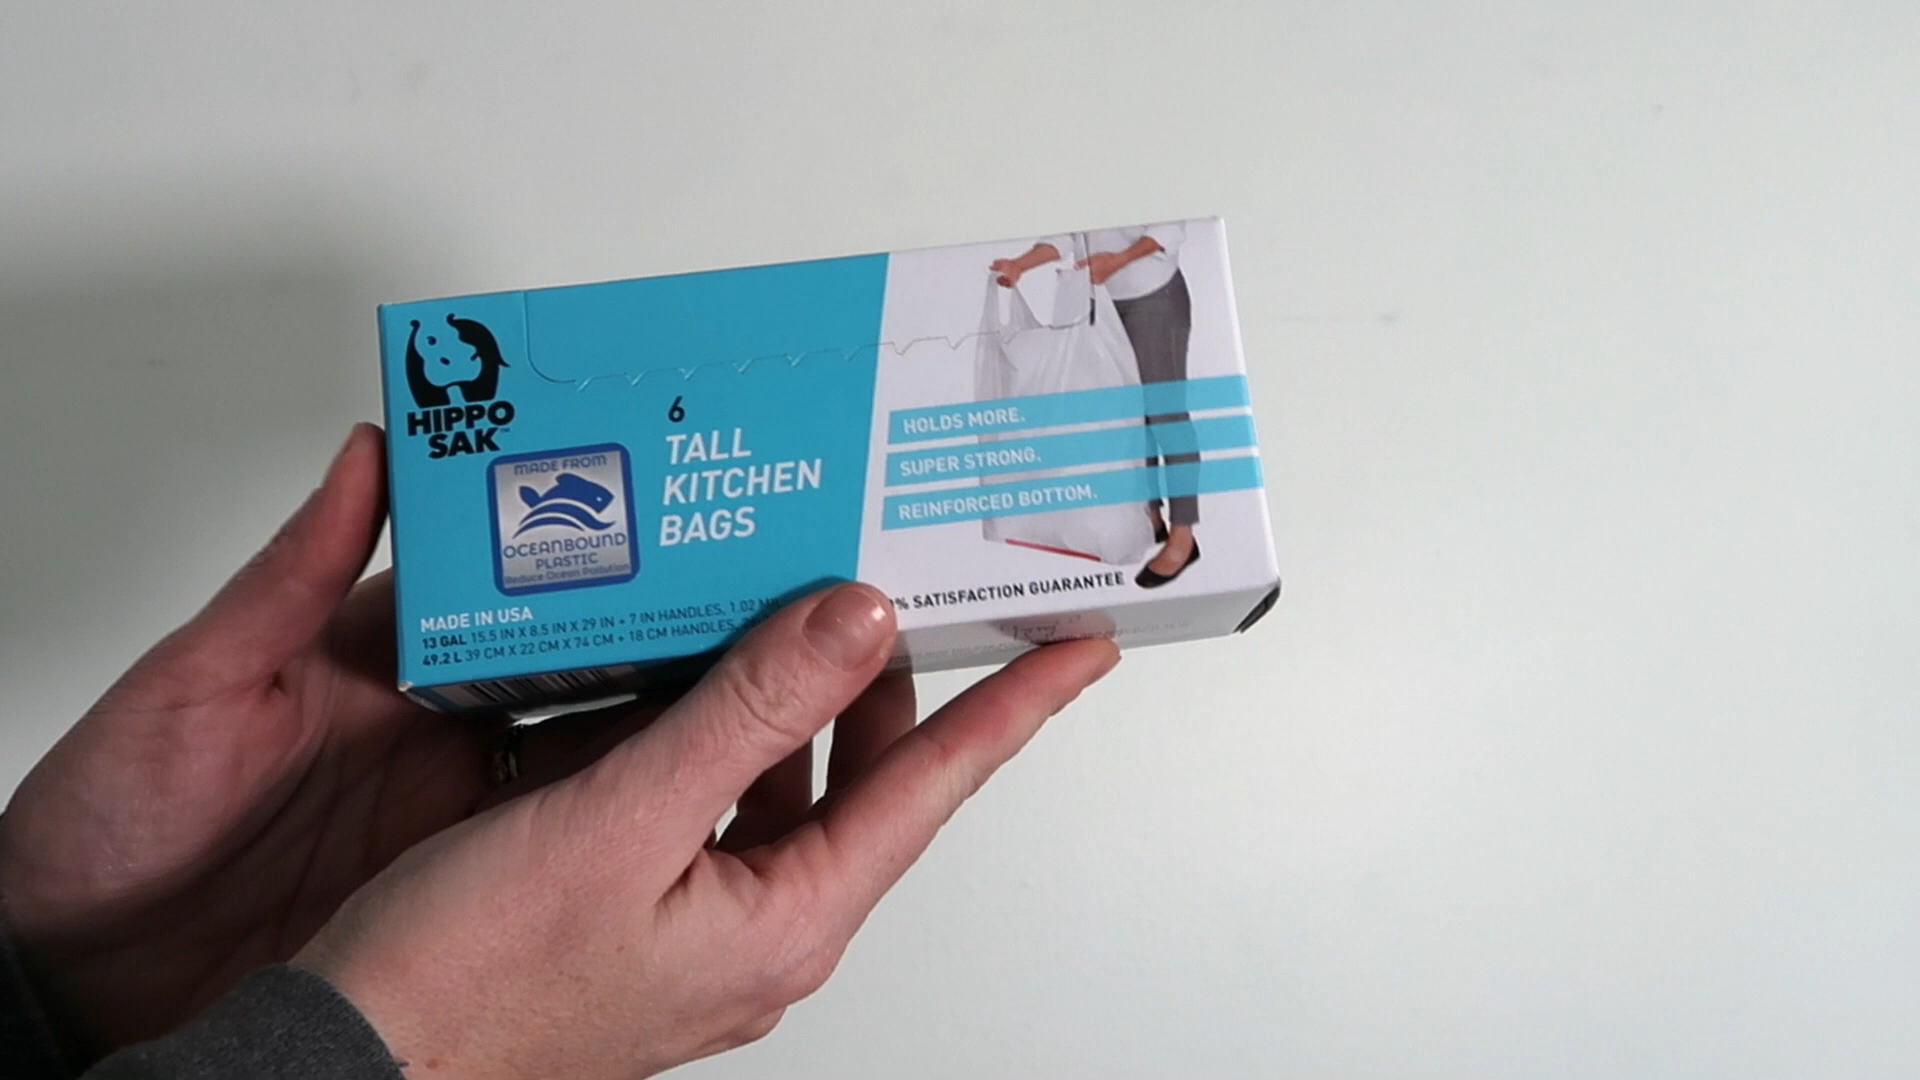 HIPPO
SAK™
MADE FROM
OCEANBOUND
PLASTIC
Reduce Ocean Pollution
6
TALL
KITCHEN
BAGS
HOLDS MORE.
SUPER STRONG.
REINFORCED BOTTOM.
% SATISFACTION GUARANTEE
MADE IN USA
13 GAL 15.5 IN X 8.5 IN X 29 IN + 7 IN HANDLES, 1.02
49.2 L 39 CM X 22 CM X 74 CM + 18 CM HANDLES,